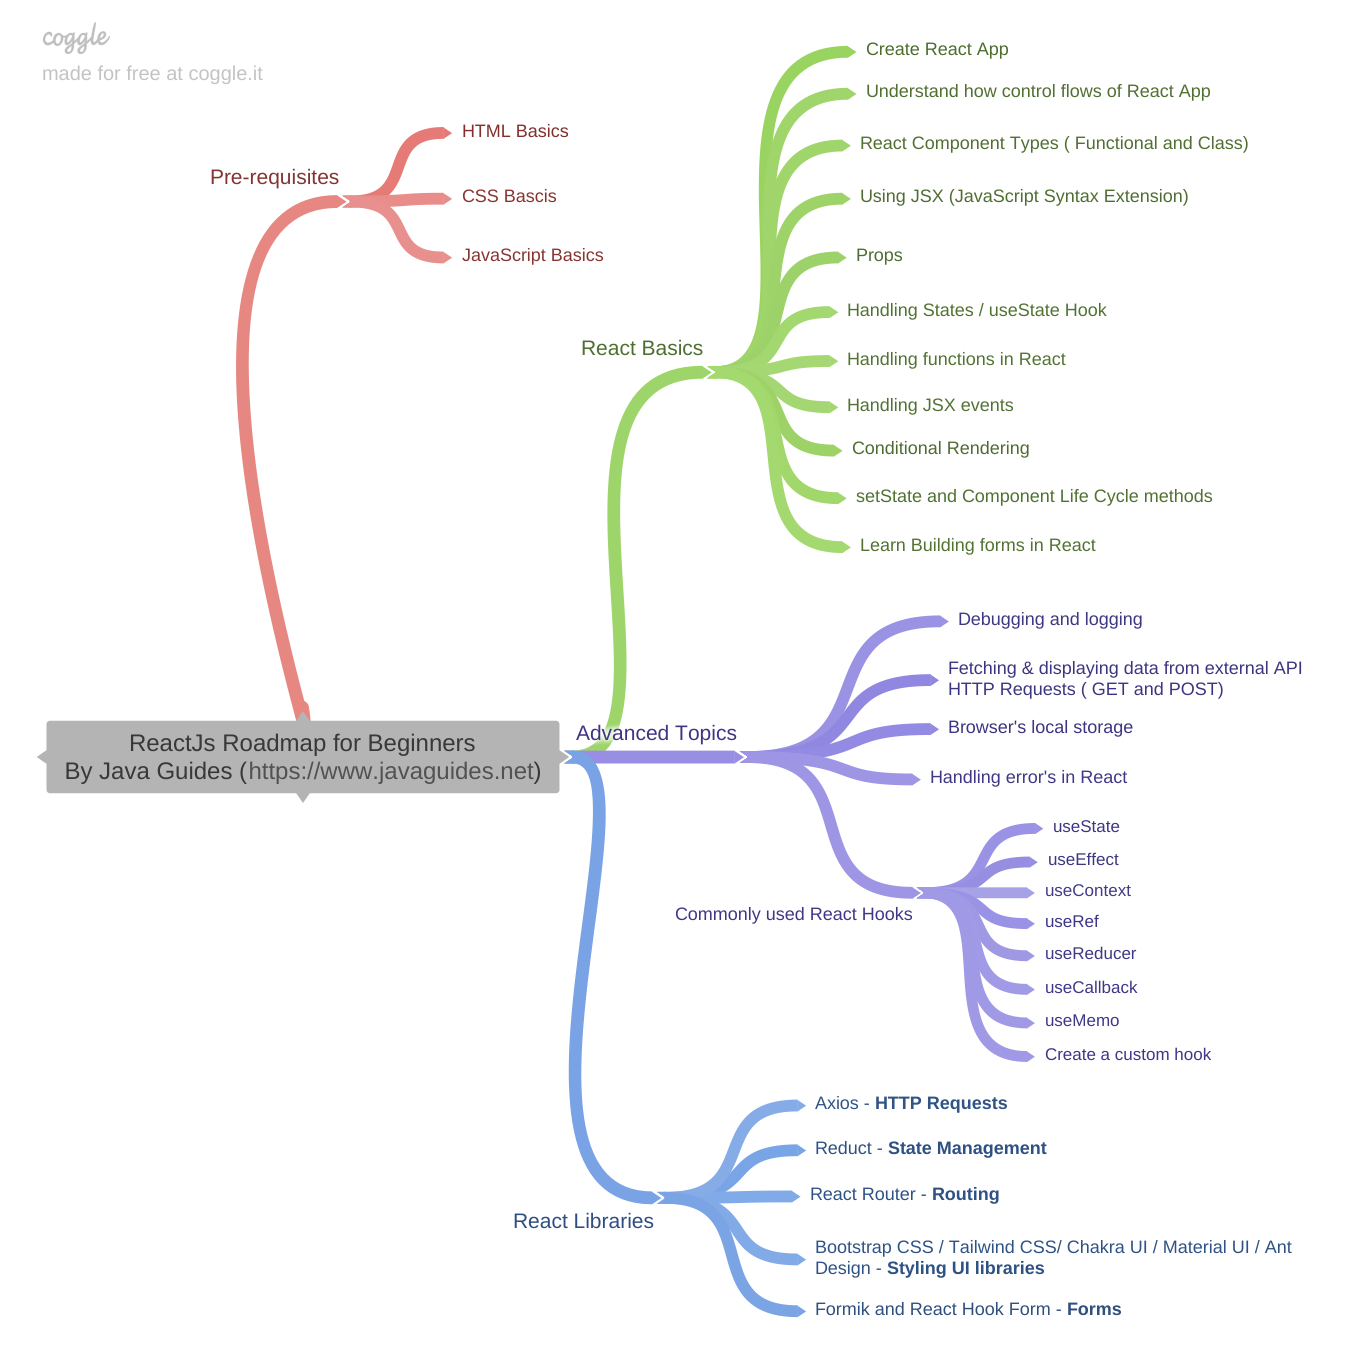 coggle
made for free at coggle.it
Pre-requisites
HTML Basics
CSS Bascis
JavaScript Basics
React Basics
Create React App
Understand how control flows of React App
React Component Types ( Functional and Class)
Using JSX (JavaScript Syntax Extension)
Props
Handling States / useState Hook
Handling functions in React
Handling JSX events
Conditional Rendering
setState and Component Life Cycle methods
Learn Building forms in React
ReactJs Roadmap for Beginners
By Java Guides (https://www.javaguides.net)
Advanced Topics
Debugging and logging
Fetching & displaying data from external API
HTTP Requests ( GET and POST)
Browser's local storage
Handling error's in React
Commonly used React Hooks
useState
useEffect
useContext
useRef
useReducer
useCallback
useMemo
Create a custom hook
React Libraries
Axios - HTTP Requests
Reduct - State Management
React Router - Routing
Bootstrap CSS / Tailwind CSS/ Chakra UI / Material UI / Ant
Design - Styling UI libraries
Formik and React Hook Form - Forms